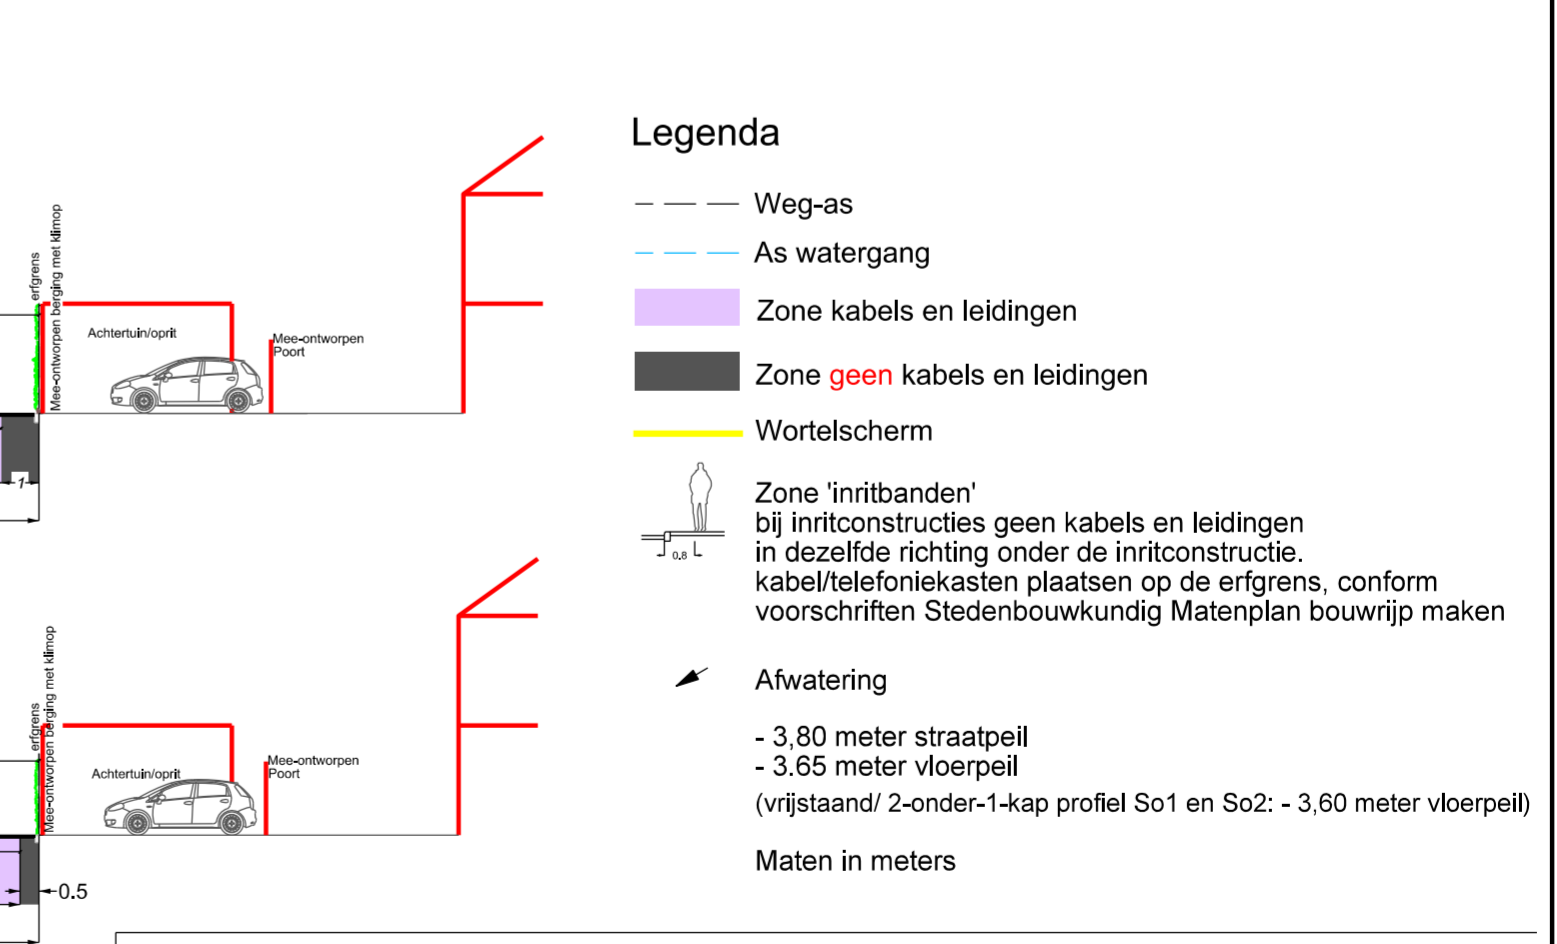 erfgrens
Mee-ontworpen berging met klimop
Achtertuin/oprit
Mee-ontworpen
Poort
1
erfgrens
Mee-ontworpen berging met klimop
Achtertuin/oprit
Mee-ontworpen
Poort
0.5
Legenda
Weg-as
As watergang
Zone kabels en leidingen
Zone geen kabels en leidingen
Wortelscherm
0.8
Zone 'inritbanden'
bij inritconstructies geen kabels en leidingen
in dezelfde richting onder de inritconstructie.
kabel/telefoniekasten plaatsen op de erfgrens, conform
voorschriften Stedenbouwkundig Matenplan bouwrijp maken
Afwatering
- 3,80 meter straatpeil
- 3.65 meter vloerpeil
(vrijstaand/ 2-onder-1-kap profiel So1 en So2: - 3,60 meter vloerpeil)
Maten in meters